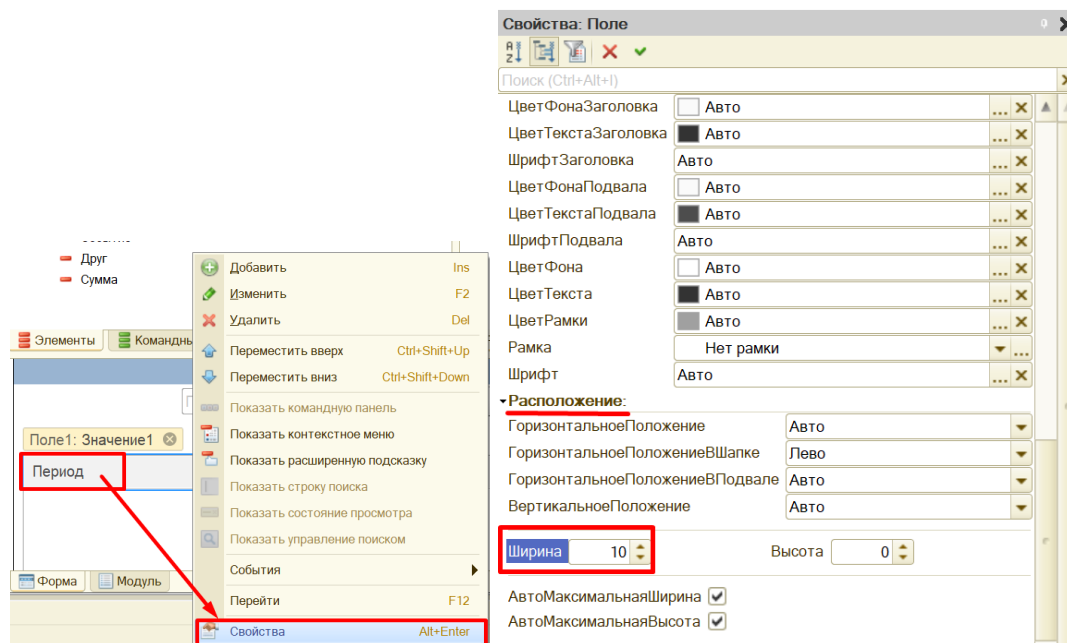 Друг
Сумма
Элементы
Командны
Поле1: Значение1
Период
Форма
Модуль
Добавить Ins
Изменить F2
Удалить Del
Переместить вверх Ctrl+Shift+Up
Переместить вниз Ctrl+Shift+Down
Показать командную панель
Показать контекстное меню
Показать расширенную подсказку
Показать строку поиска
Показать состояние просмотра
Показать управление поиском
События
Перейти F12
Свойства Alt+Enter
Свойства: Поле
Поиск (Ctrl+Alt+I)
ЦветФонаЗаголовка Авто ...
ЦветТекстаЗаголовка Авто ...
ШрифтЗаголовка Авто ...
ЦветФонаПодвала Авто ...
ЦветТекстаПодвала Авто ...
ШрифтПодвала Авто ...
ЦветФона Авто ...
ЦветТекста Авто ...
ЦветРамки Авто ...
Рамка Нет рамки ...
Шрифт Авто ...
Расположение:
ГоризонтальноеПоложение Авто
ГоризонтальноеПоложениеВШапке Лево
ГоризонтальноеПоложениеВПодвале Авто
ВертикальноеПоложение Авто
Ширина 10 Высота 0
АвтоМаксимальнаяШирина
АвтоМаксимальнаяВысота